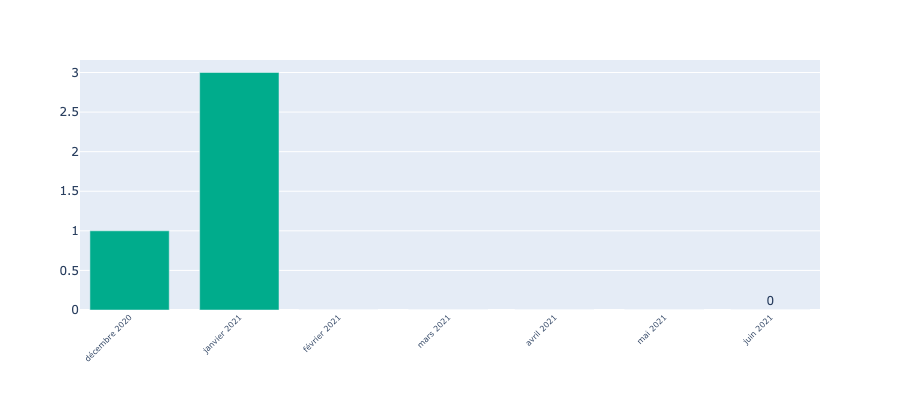 3
2.5
2
1.5
1
0.5
0
0
décembre 2020
janvier 2021
février 2021
mars 2021
avril 2021
mai 2021
juin 2021